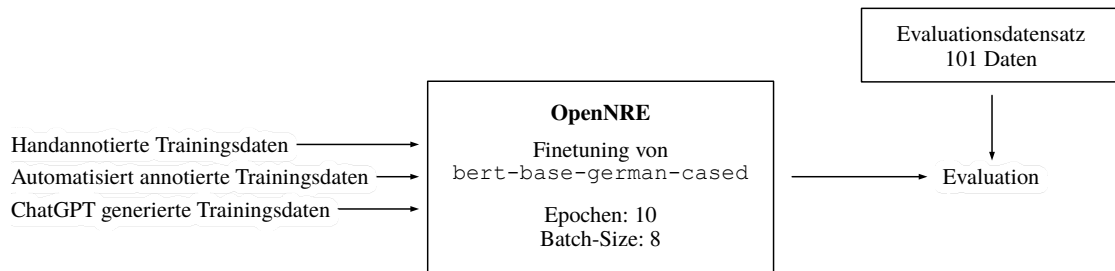 Evaluationsdatensatz
101 Daten
Handannotierte Trainingsdaten
Automatisiert annotierte Trainingsdaten
ChatGPT generierte Trainingsdaten
OpenNRE
Finetuning von
bert-base-german-cased
Epochen: 10
Batch-Size: 8
Evaluation